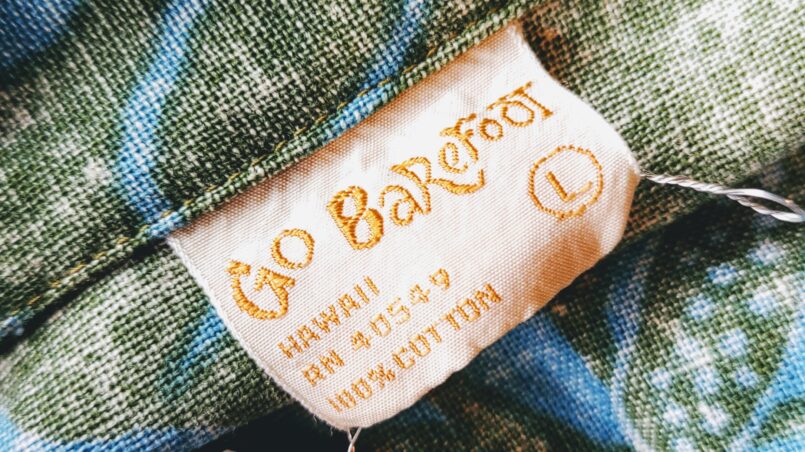 Go BaReFooT
L
HAWAII
RN 40549
100% COTTON